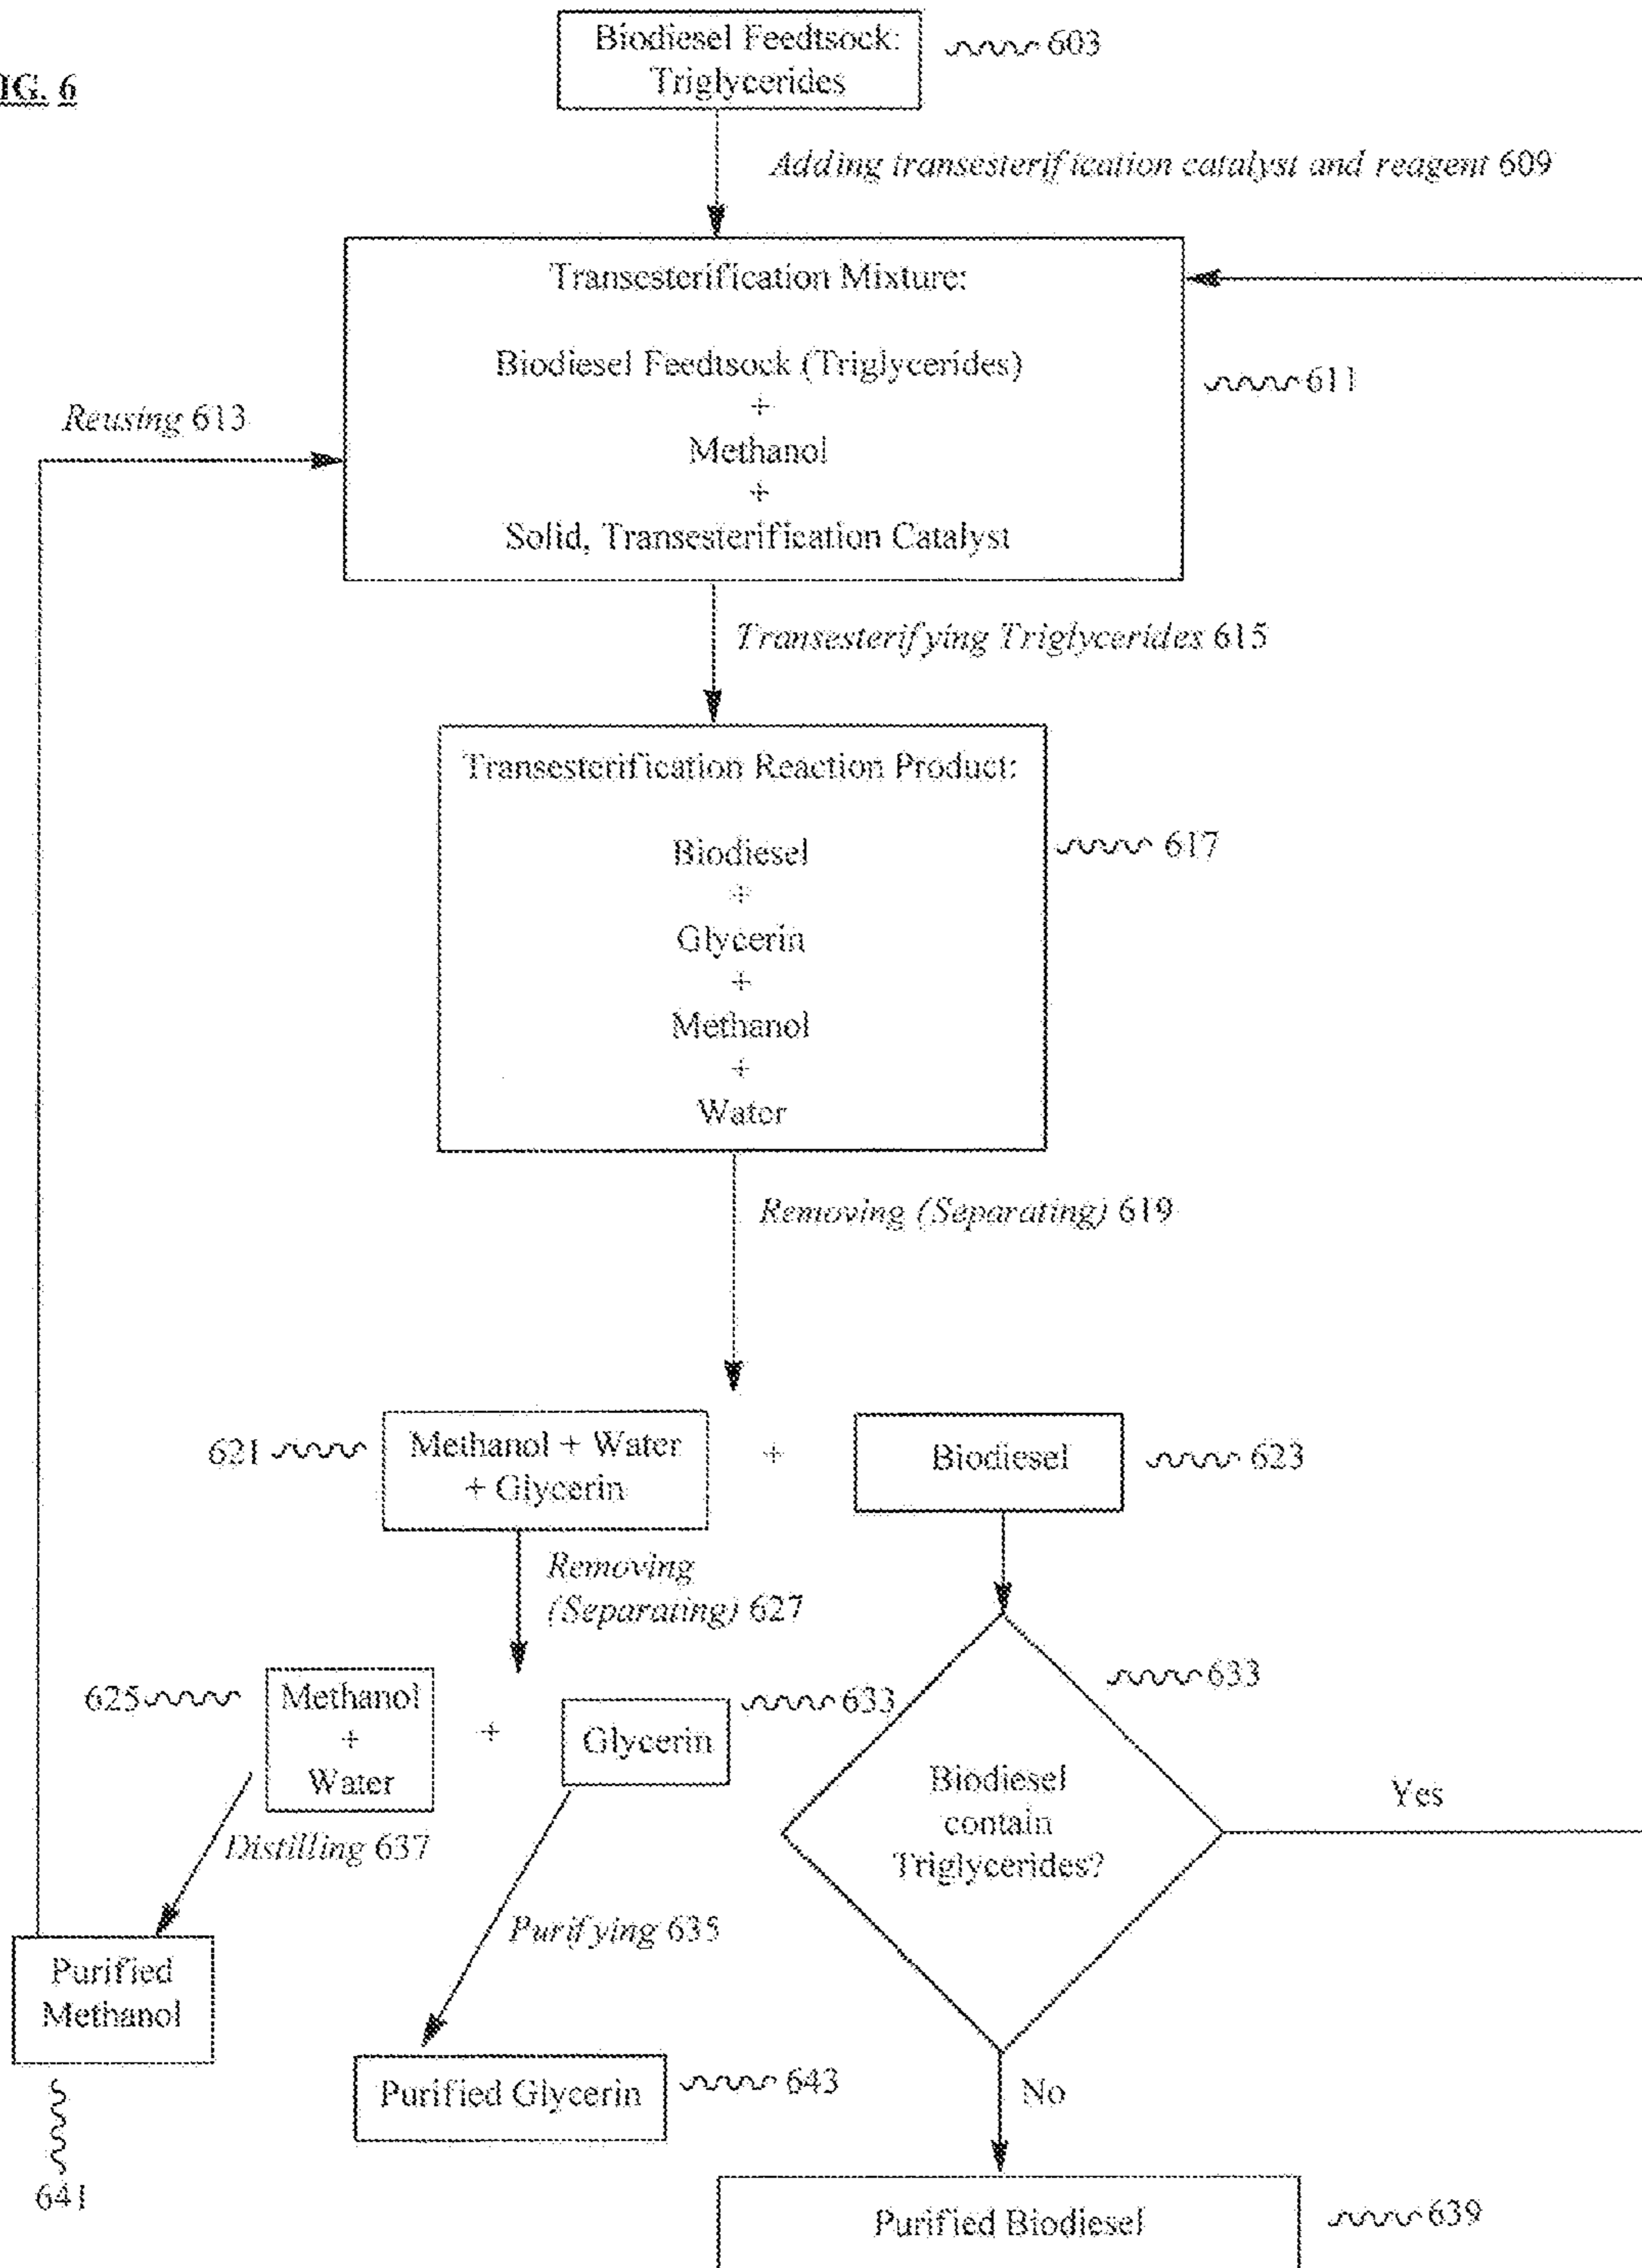 IG. 6
Biodiesel Feedtsock:
Triglycerides
603
Adding transesterification catalyst and reagent 609
Transesterification Mixture:
Biodiesel Feedtsock (Triglycerides)
+
Methanol
+
Solid, Transesterification Catalyst
611
Reusing 613
Transesterifying Triglycerides 615
Transesterification Reaction Product:
Biodiesel
+
Glycerin
+
Methanol
+
Water
617
Removing (Separating) 619
621
Methanol + Water
+ Glycerin
+
Biodiesel
623
Removing
(Separating) 627
625
Methanol
+
Water
+
Glycerin
633
633
Biodiesel
contain
Triglycerides?
Yes
Distilling 637
Purifying 635
Purified
Methanol
641
Purified Glycerin
643
No
Purified Biodiesel
639